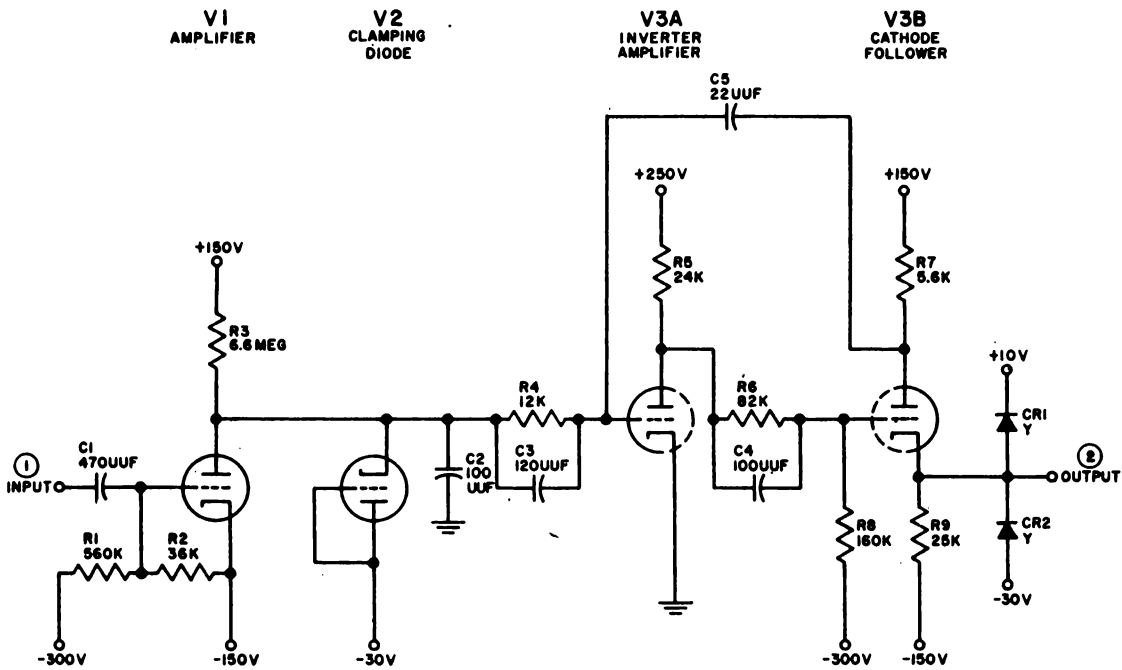 V1
AMPLIFIER
V2
CLAMPING
DIODE
V3A
INVERTER
AMPLIFIER
V3B
CATHODE
FOLLOWER
C5
22UUF
+250V
+150V
R5
24K
R7
5.6K
+150V
R3
6.6MEG
+10V
CR1
Y
R4
12K
R6
82K
C1
470UUF
1
INPUT
C2
100
UUF
C3
120UUF
C4
100UUF
2
OUTPUT
R1
560K
R2
36K
R8
160K
R9
25K
CR2
Y
-30V
-300V
-150V
-30V
-300V
-150V